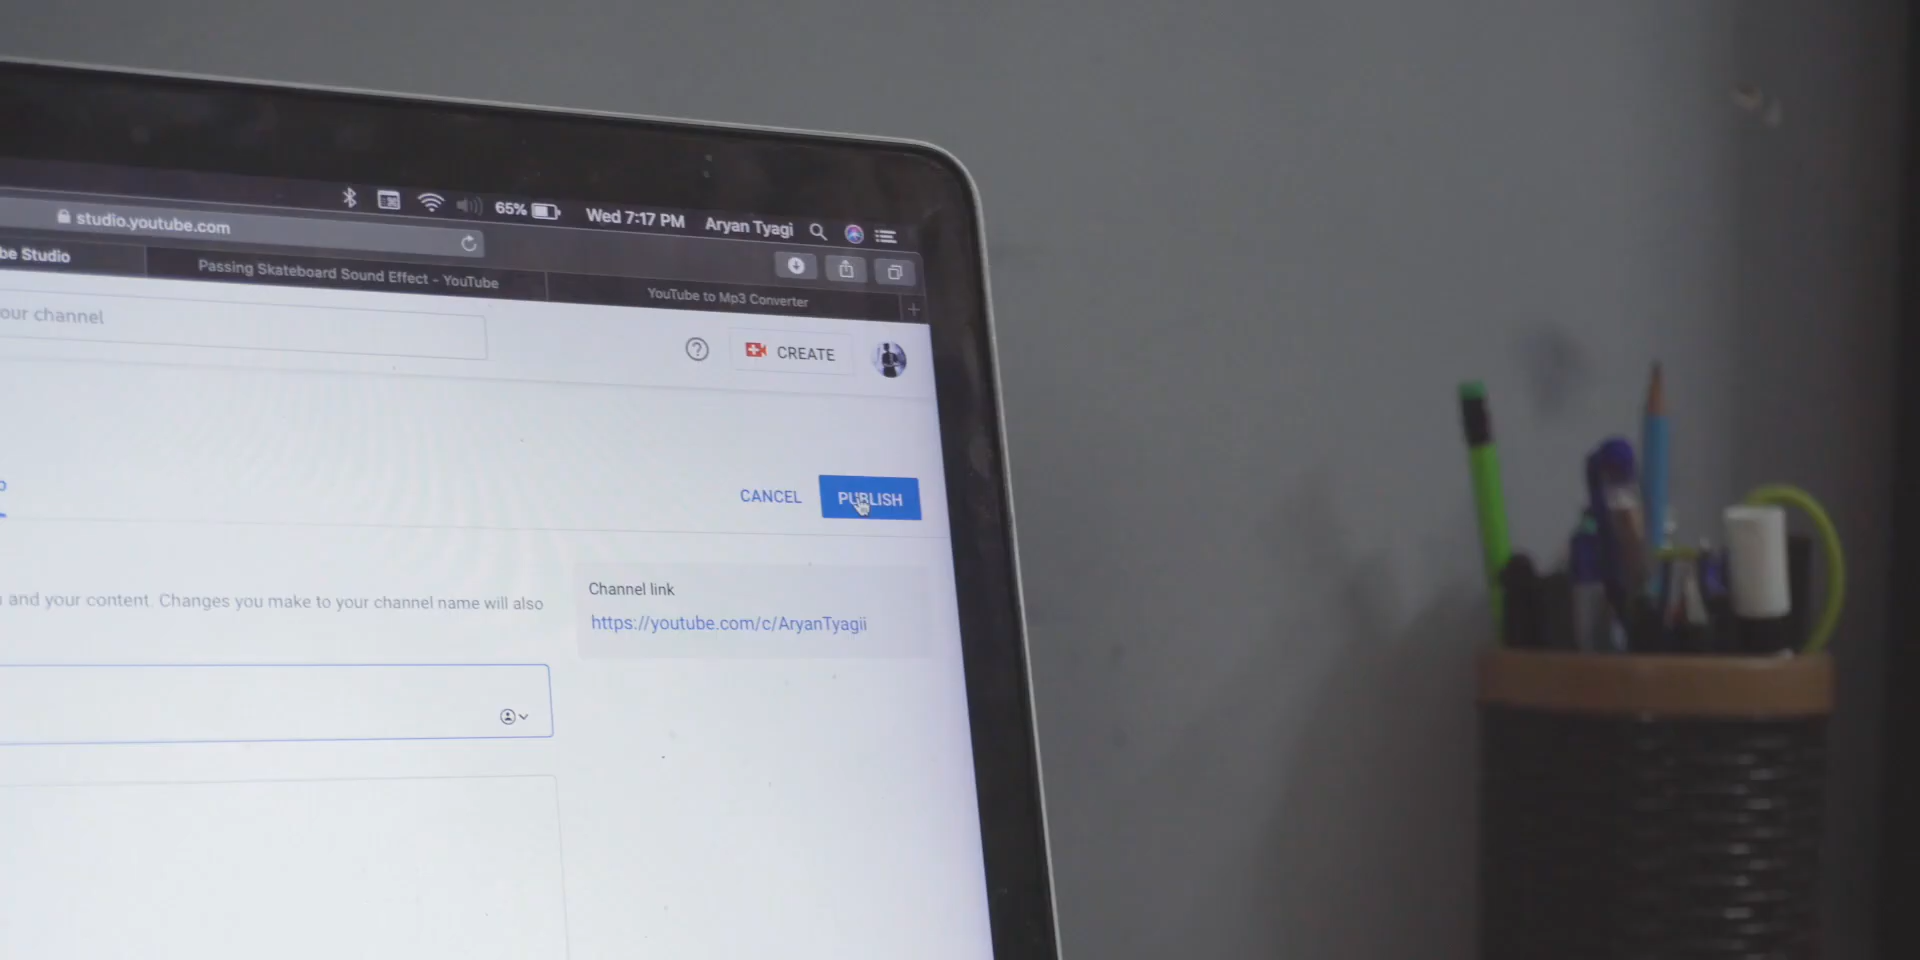 65% Wed 7:17 PM Aryan Tyagi
studio.youtube.com
be Studio
Passing Skateboard Sound Effect - YouTube
YouTube to Mp3 Converter
our channel
CREATE
CANCEL
PUBLISH
and your content. Changes you make to your channel name will also
Channel link
https://youtube.com/c/AryanTyagii